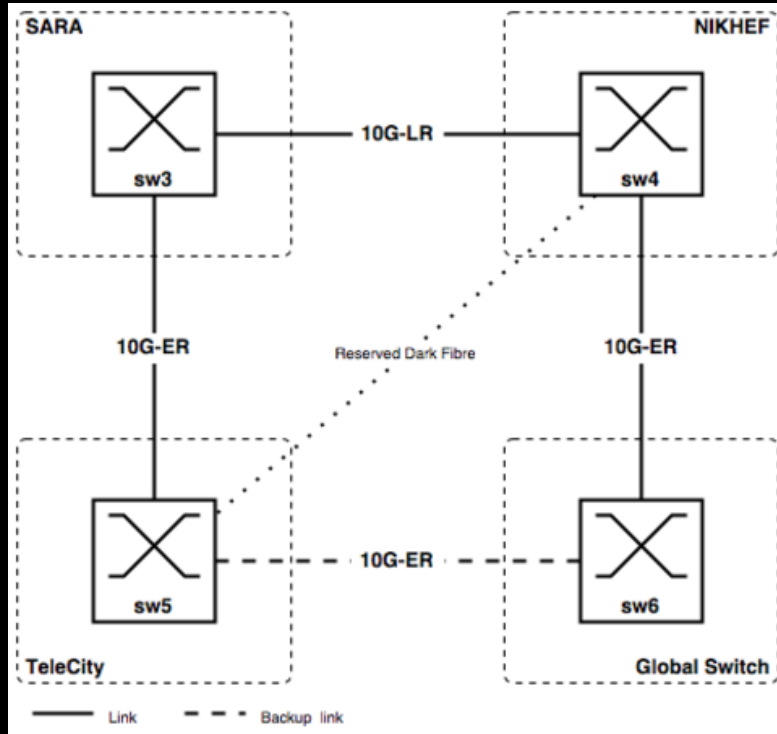 SARA
NIKHEF
10G-LR
sw3
sw4
10G-ER
Reserved Dark Fibre
10G-ER
10G-ER
sw5
sw6
TeleCity
Global Switch
Link
Backup link